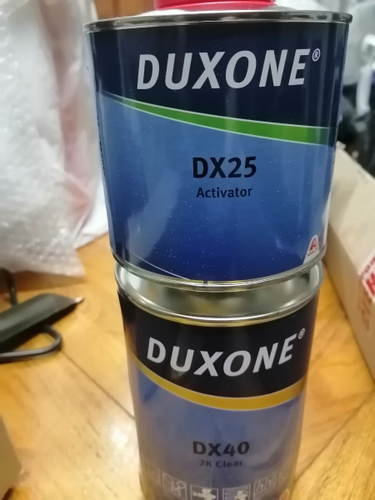 DUXONE®
DX25
Activator
DUXONE®
DX40
2K Clear